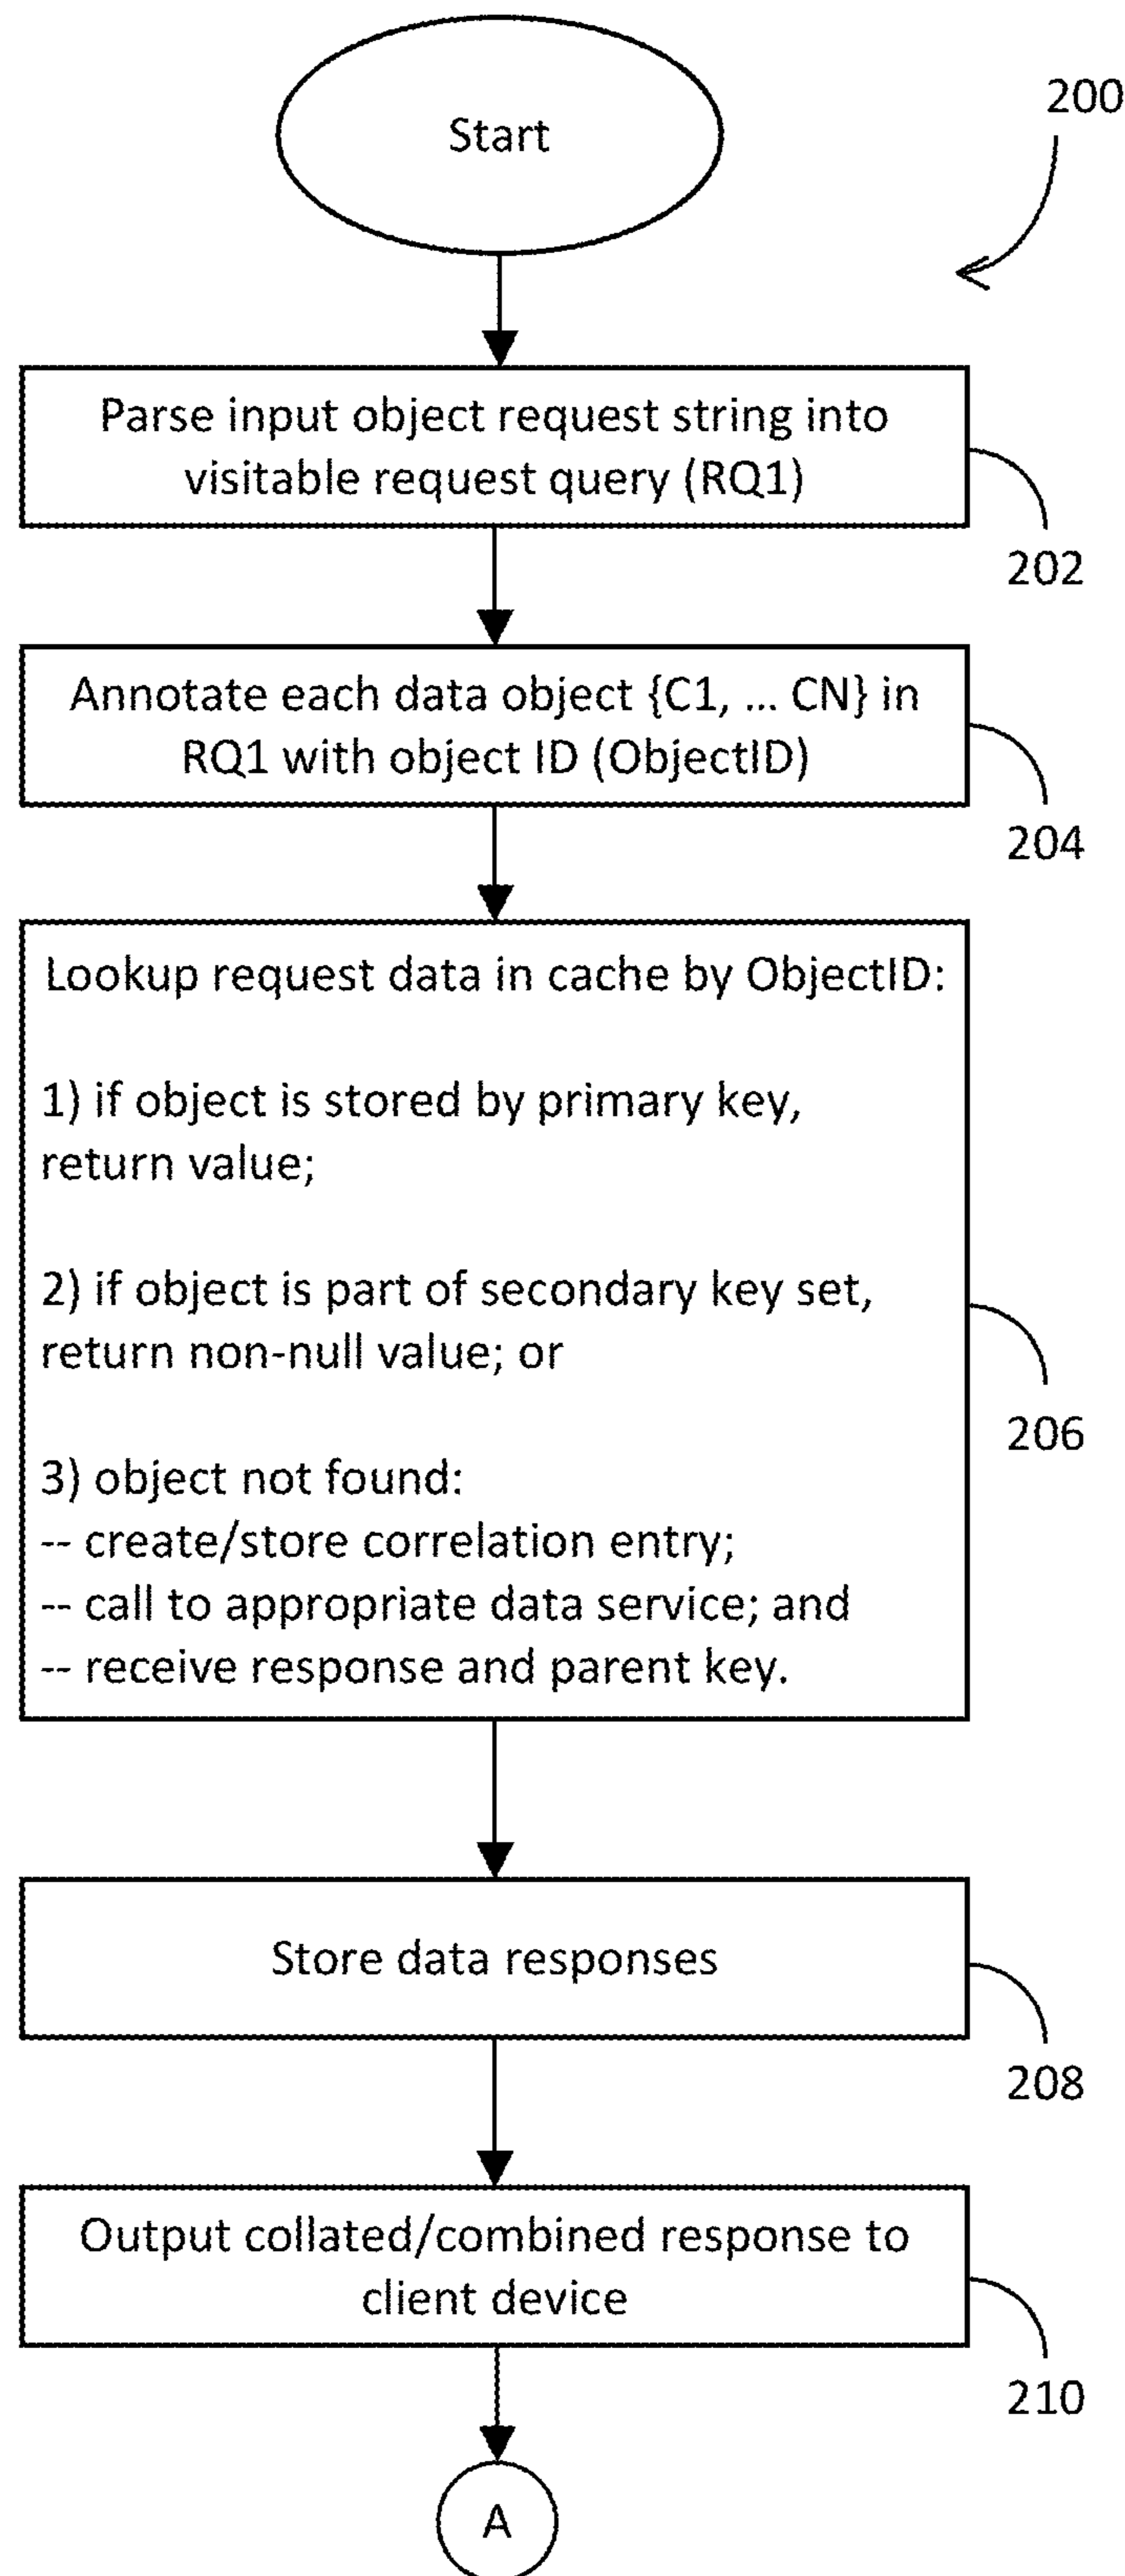 Start
200
Parse input object request string into
visitable request query (RQ1)
202
Annotate each data object {C1, ... CN} in
RQ1 with object ID (ObjectID)
204
Lookup request data in cache by ObjectID:
1) if object is stored by primary key,
return value;
2) if object is part of secondary key set,
return non-null value; or
206
3) object not found:
-- create/store correlation entry;
-- call to appropriate data service; and
-- receive response and parent key.
Store data responses
208
Output collated/combined response to
client device
210
A